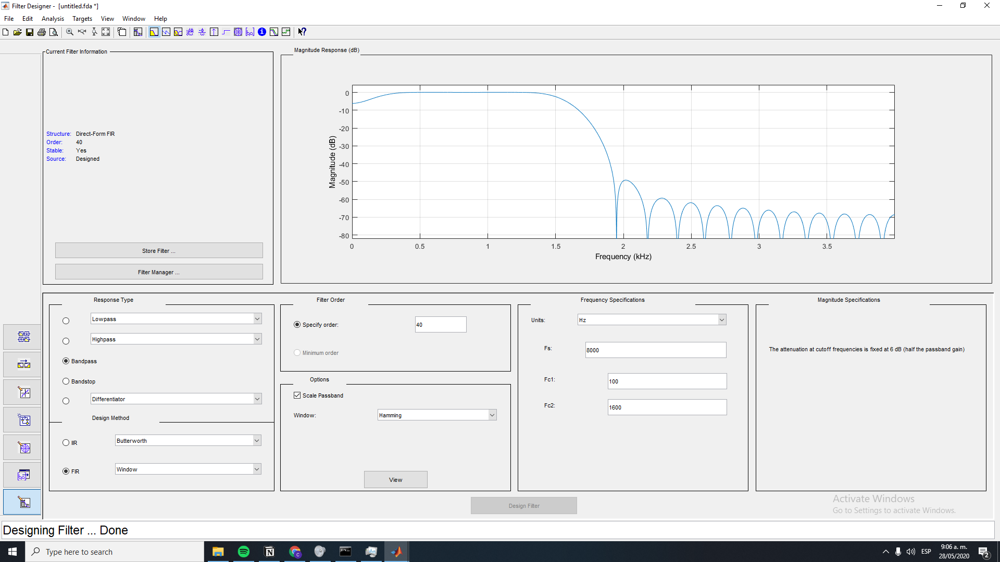 Filter Designer - [untitled.fda *]
File Edit Analysis Targets View Window Help
Current Filter Information
Structure: Direct-Form FIR
Order: 40
Stable: Yes
Source: Designed
Store Filter ...
Filter Manager ...
Magnitude Response (dB)
0
-10
-20
-30
-40
-50
-60
-70
-80
Magnitude (dB)
0 0.5 1 1.5 2 2.5 3 3.5
Frequency (kHz)
Response Type
Lowpass
Highpass
Bandpass
Bandstop
Differentiator
Design Method
IIR Butterworth
FIR Window
Filter Order
Specify order: 40
Minimum order
Options
Scale Passband
Window: Hamming
View
Frequency Specifications
Units: Hz
Fs: 8000
Fc1: 100
Fc2: 1600
Magnitude Specifications
The attenuation at cutoff frequencies is fixed at 6 dB (half the passband gain)
Design Filter
Activate Windows
Go to Settings to activate Windows.
Designing Filter ... Done
Type here to search
ESP
9:06 a. m.
28/05/2020
2